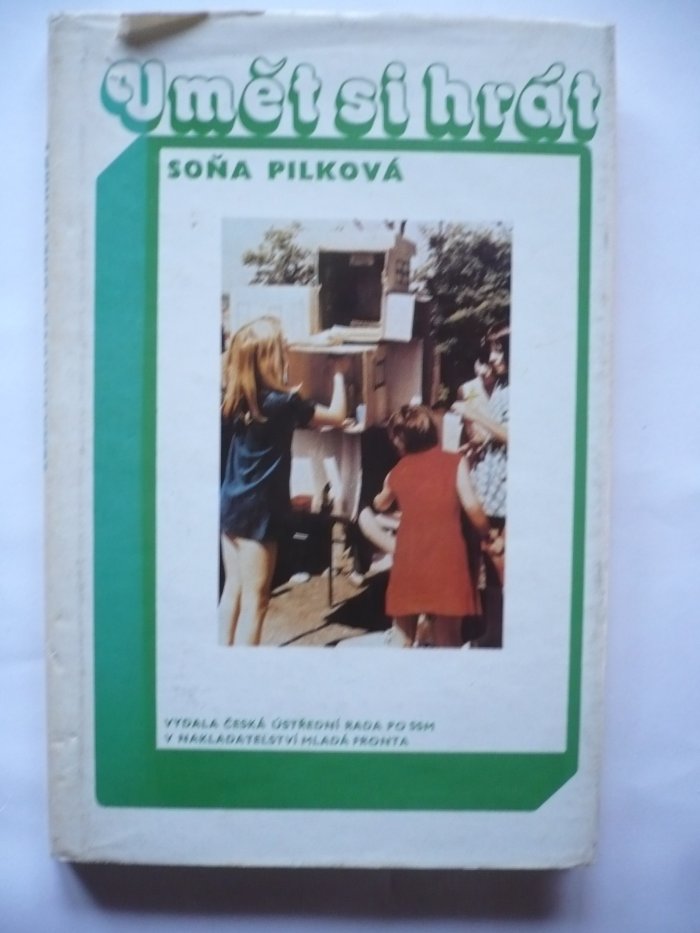 Umět si hrát
SOŇA PILKOVÁ
VYDALA ČESKÁ ÚSTŘEDNÍ RADA PO SSM
V NAKLADATELSTVÍ MLADÁ FRONTA